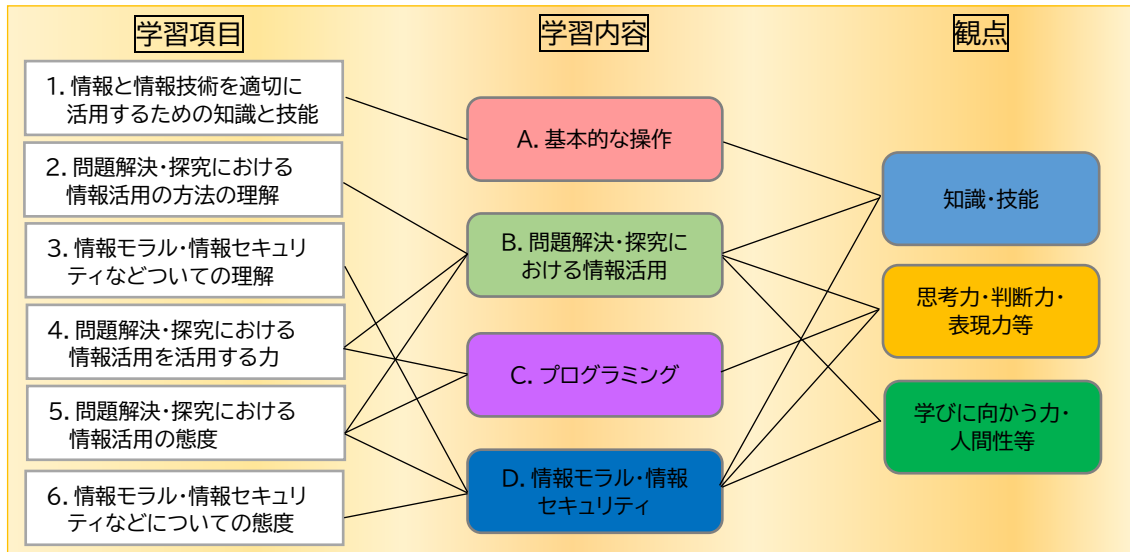 学習項目
1．情報と情報技術を適切に
活用するための知識と技能
2．問題解決・探究における
情報活用の方法の理解
3．情報モラル・情報セキュリ
ティなどついての理解
4．問題解決・探究における
情報活用を活用する力
5．問題解決・探究における
情報活用の態度
6．情報モラル・情報セキュリ
ティなどについての態度
学習内容
A．基本的な操作
B．問題解決・探究に
おける情報活用
C．プログラミング
D．情報モラル・情報
セキュリティ
観点
知識・技能
思考力・判断力・
表現力等
学びに向かう力・
人間性等